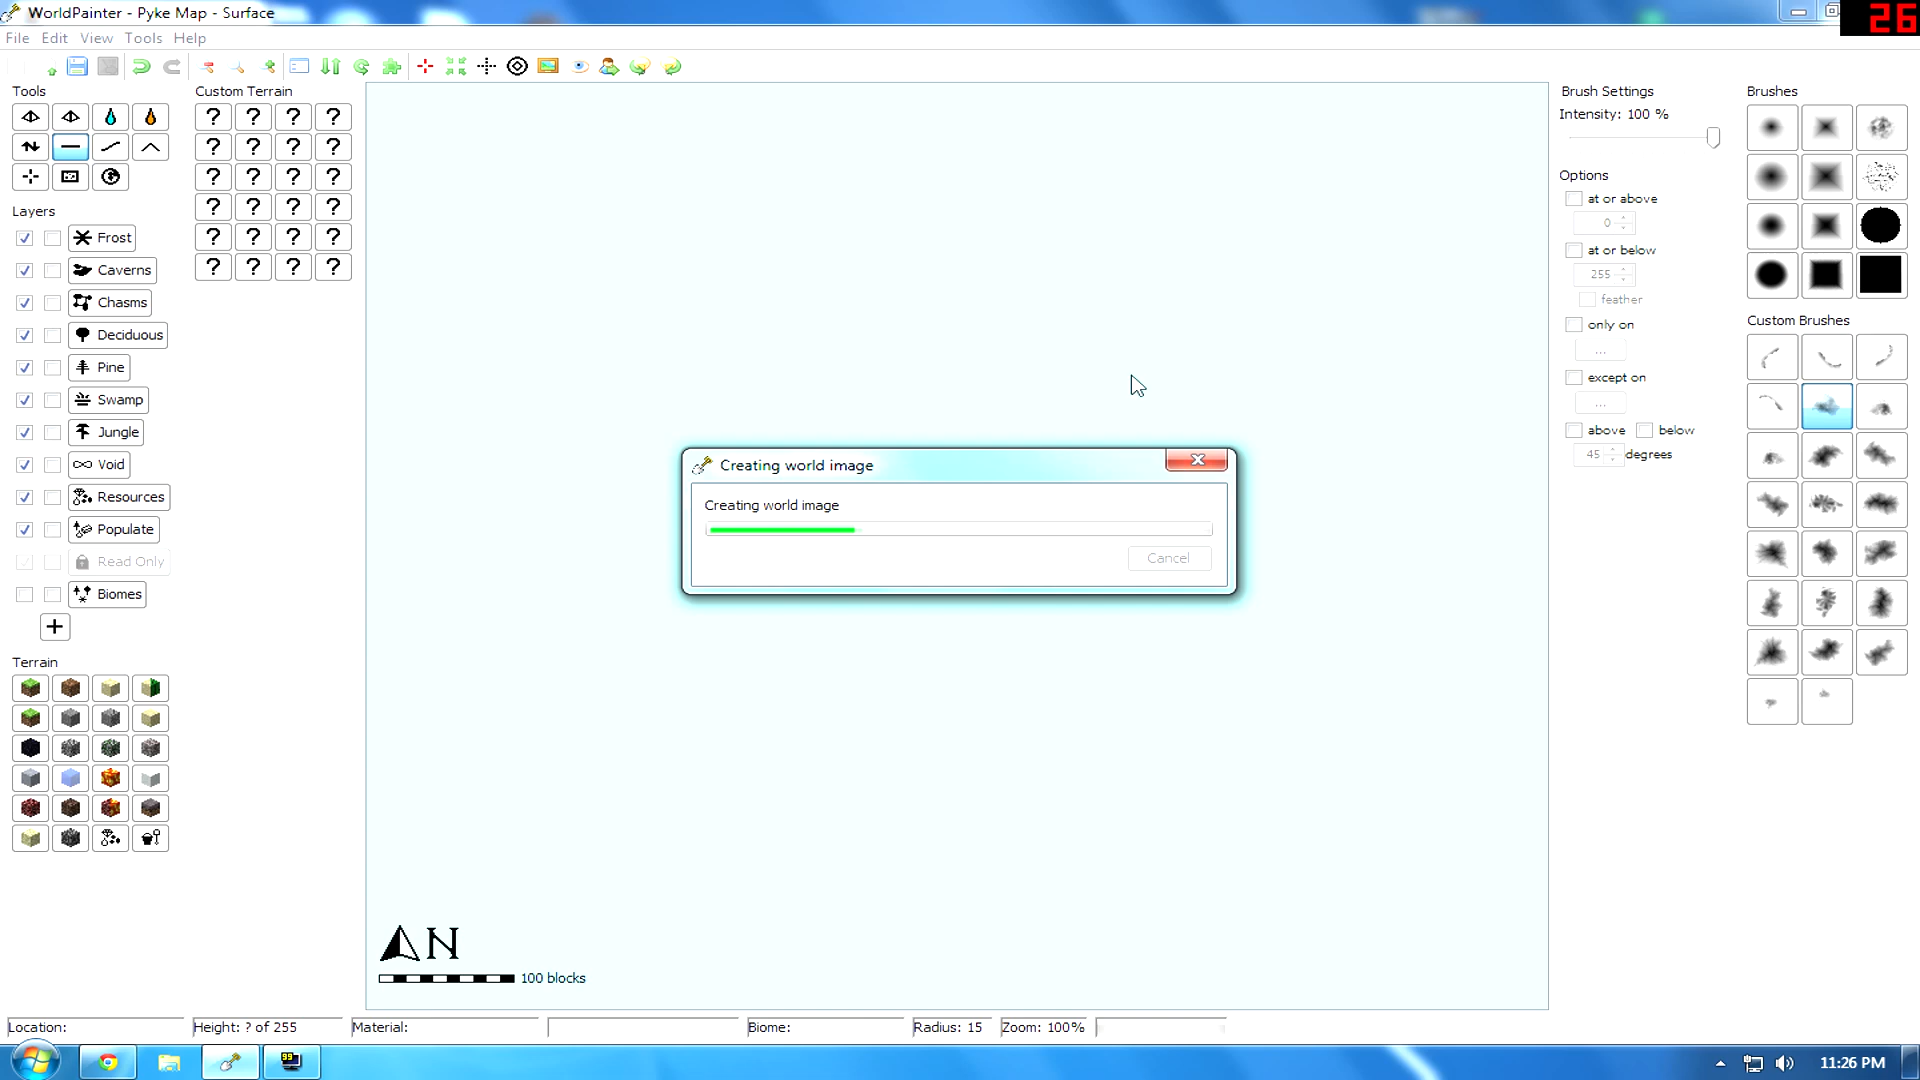 WorldPainter - Pyke Map - Surface
26
File Edit View Tools Help
Tools
Custom Terrain
Brush Settings
Brushes
Intensity: 100 %
? ? ? ?
? ? ? ?
? ? ? ?
? ? ? ?
? ? ? ?
? ? ? ?
Options
at or above
0
at or below
255
feather
only on
...
except on
...
above below
45 degrees
Custom Brushes
Layers
Frost
Caverns
Chasms
Deciduous
Pine
Swamp
Jungle
Void
Resources
Populate
Read Only
Biomes
Terrain
Creating world image
Creating world image
Cancel
N
100 blocks
Location: Height: ? of 255 Material: Biome: Radius: 15 Zoom: 100%
99
11:26 PM